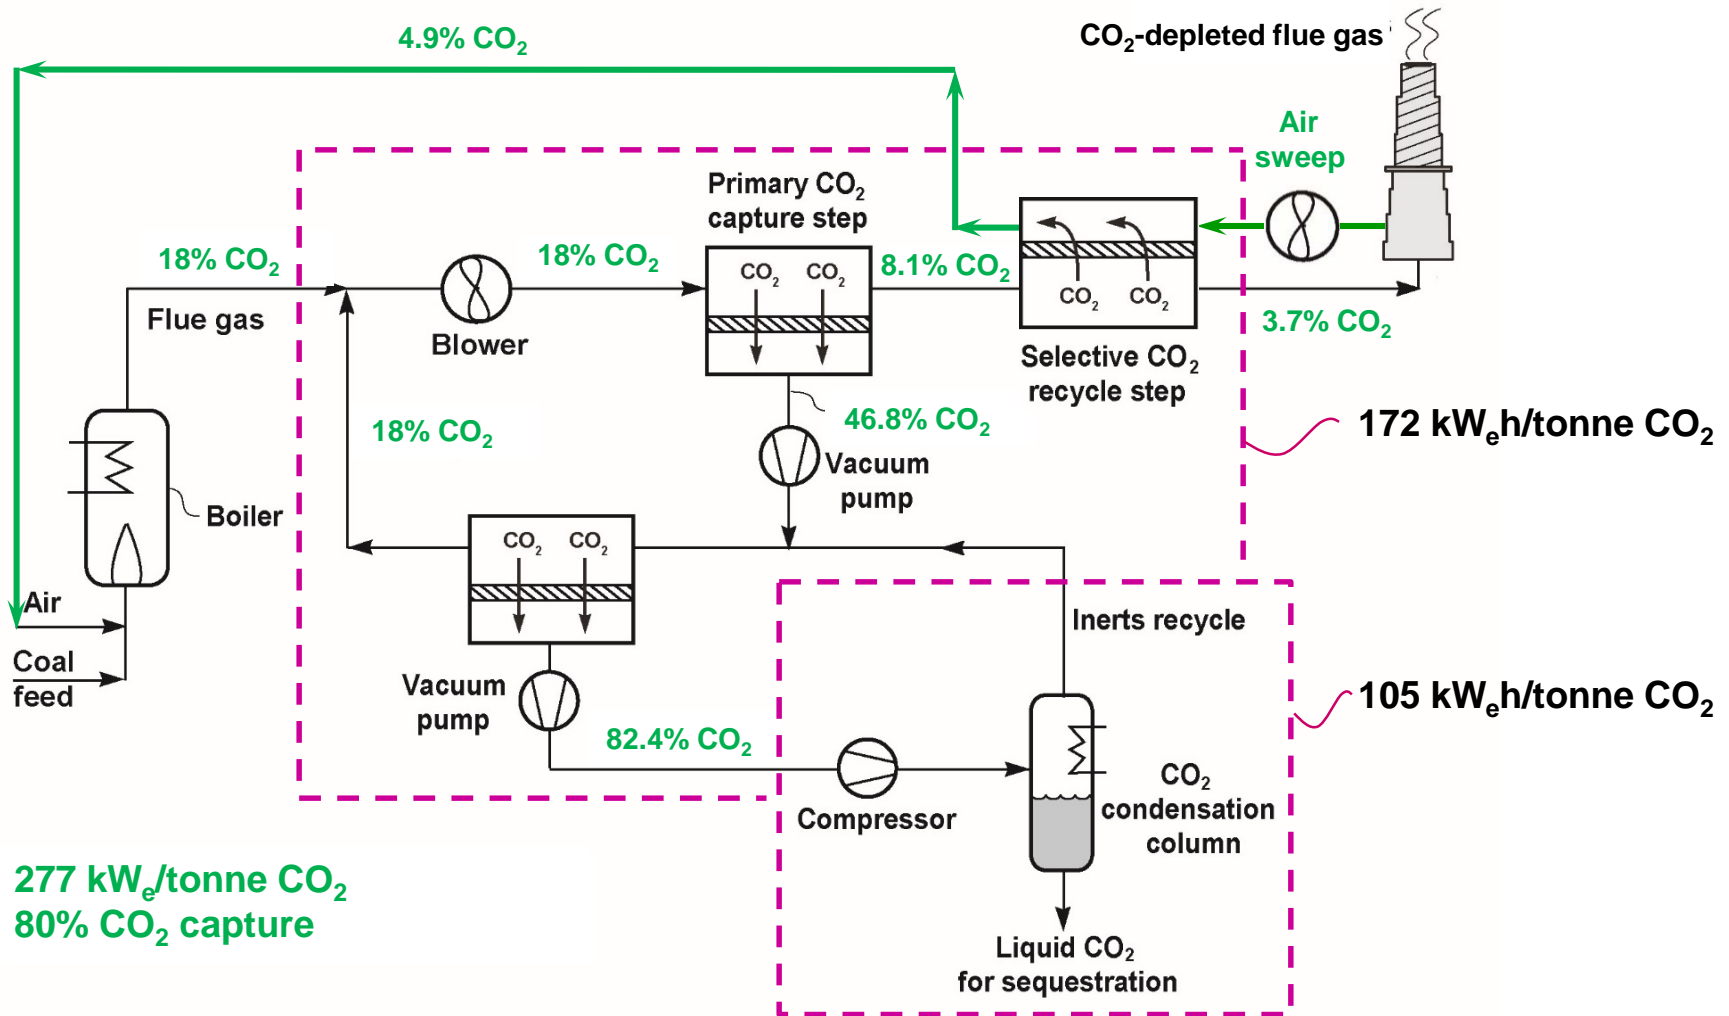 4.9% CO₂
CO₂-depleted flue gas
Air
sweep
Primary CO₂
capture step
18% CO₂
18% CO₂
8.1% CO₂
CO₂ CO₂
CO₂ CO₂
Flue gas
Blower
3.7% CO₂
Selective CO₂
recycle step
46.8% CO₂
172 kWₑh/tonne CO₂
18% CO₂
Vacuum
pump
Boiler
CO₂ CO₂
Air
Inerts recycle
Coal
feed
Vacuum
pump
105 kWₑh/tonne CO₂
82.4% CO₂
Compressor
CO₂
condensation
column
277 kWₑ/tonne CO₂
80% CO₂ capture
Liquid CO₂
for sequestration